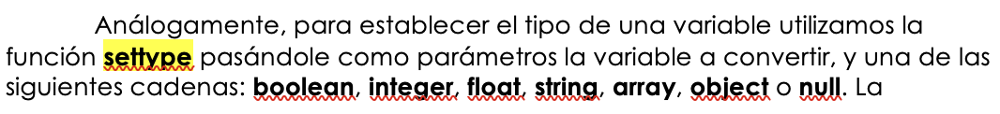 Análogamente, para establecer el tipo de una variable utilizamos la
función settype pasándole como parámetros la variable a convertir, y una de las
siguientes cadenas: boolean, integer, float, string, array, object o null. La